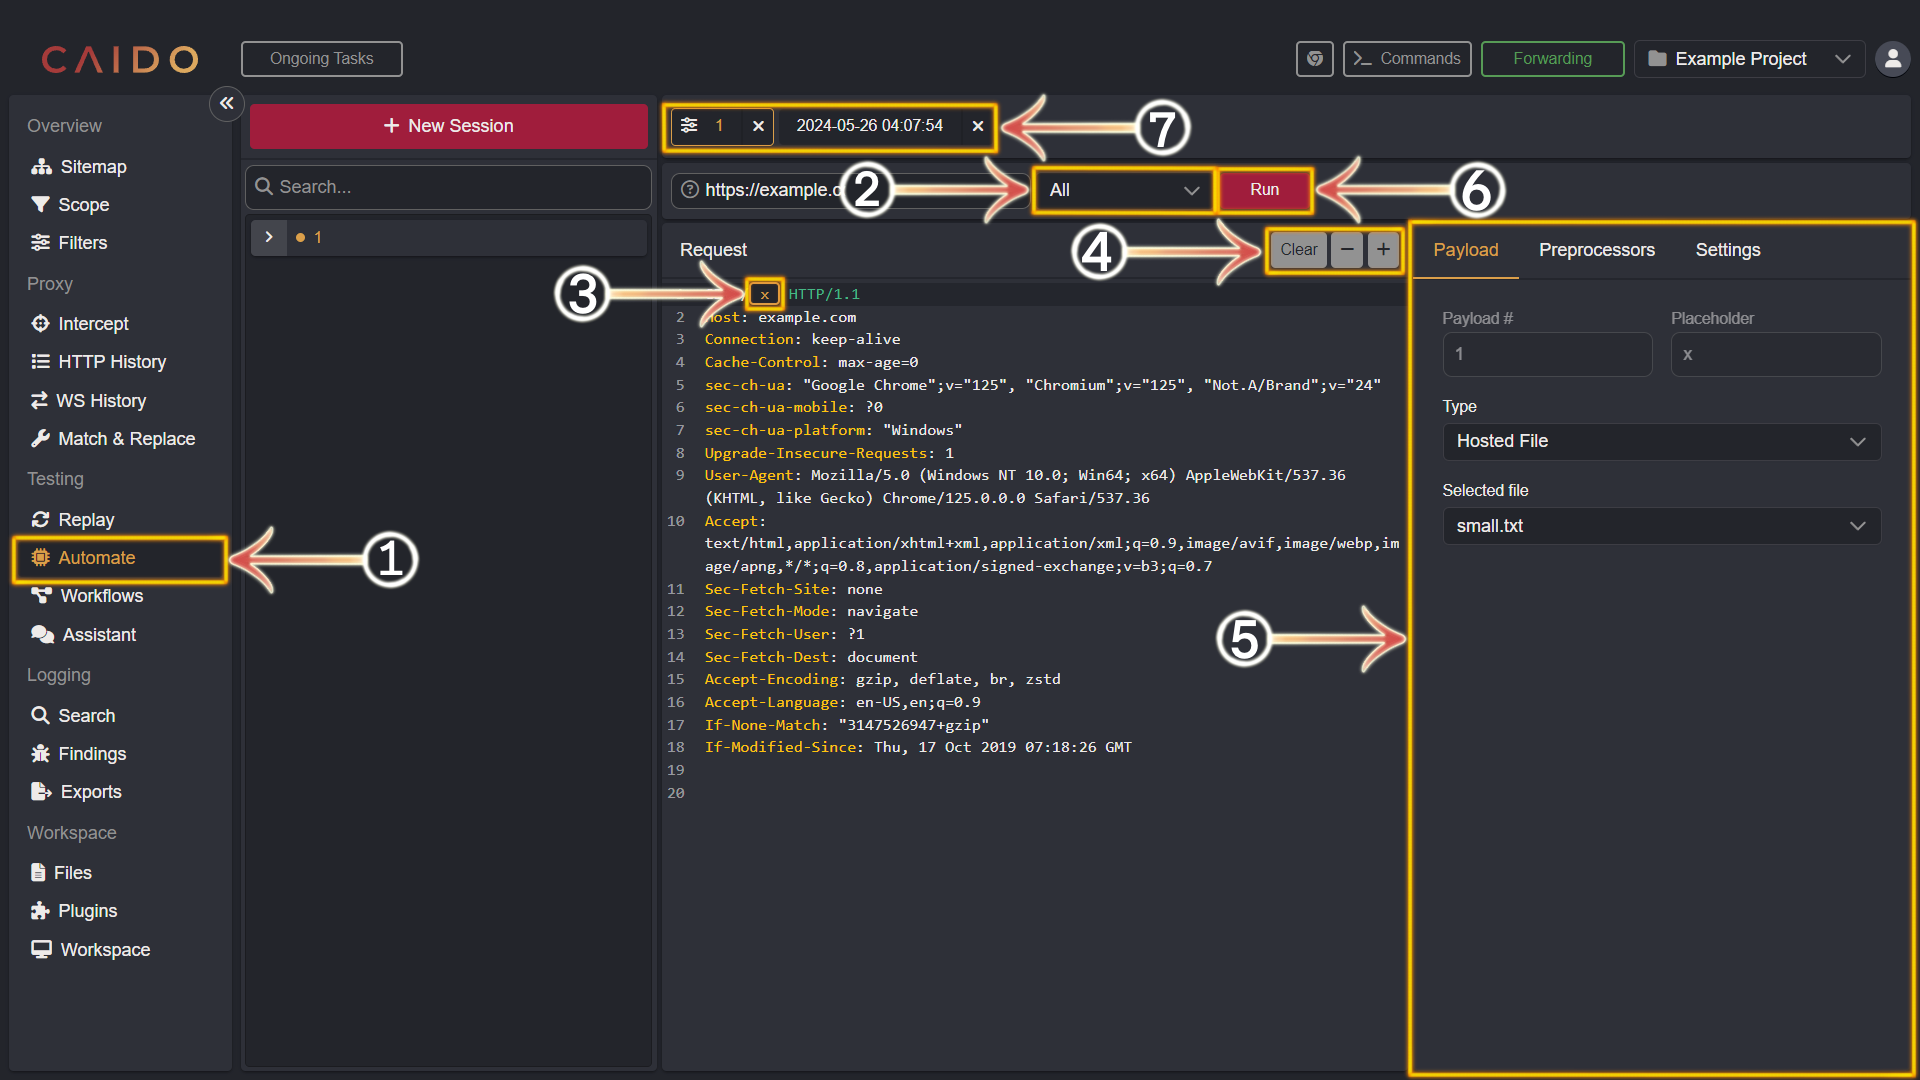 CAIDO
Ongoing Tasks
Commands
Forwarding
Example Project
Overview
Sitemap
Scope
Filters
Proxy
Intercept
HTTP History
WS History
Match & Replace
Testing
Replay
Automate
Workflows
Assistant
Logging
Search
Findings
Exports
Workspace
Files
Plugins
Workspace
1
+ New Session
Search...
1
1
2024-05-26 04:07:54
7
https://example.c
2
All
Run
6
Request
4
Clear
3
x HTTP/1.1
2 Host: example.com
3 Connection: keep-alive
4 Cache-Control: max-age=0
5 sec-ch-ua: "Google Chrome";v="125", "Chromium";v="125", "Not.A/Brand";v="24"
6 sec-ch-ua-mobile: ?0
7 sec-ch-ua-platform: "Windows"
8 Upgrade-Insecure-Requests: 1
9 User-Agent: Mozilla/5.0 (Windows NT 10.0; Win64; x64) AppleWebKit/537.36
(KHTML, like Gecko) Chrome/125.0.0.0 Safari/537.36
10 Accept:
text/html,application/xhtml+xml,application/xml;q=0.9,image/avif,image/webp,im
age/apng,*/*;q=0.8,application/signed-exchange;v=b3;q=0.7
11 Sec-Fetch-Site: none
12 Sec-Fetch-Mode: navigate
13 Sec-Fetch-User: ?1
14 Sec-Fetch-Dest: document
15 Accept-Encoding: gzip, deflate, br, zstd
16 Accept-Language: en-US,en;q=0.9
17 If-None-Match: "3147526947+gzip"
18 If-Modified-Since: Thu, 17 Oct 2019 07:18:26 GMT
19
20
5
Payload
Preprocessors
Settings
Payload #
Placeholder
1
x
Type
Hosted File
Selected file
small.txt